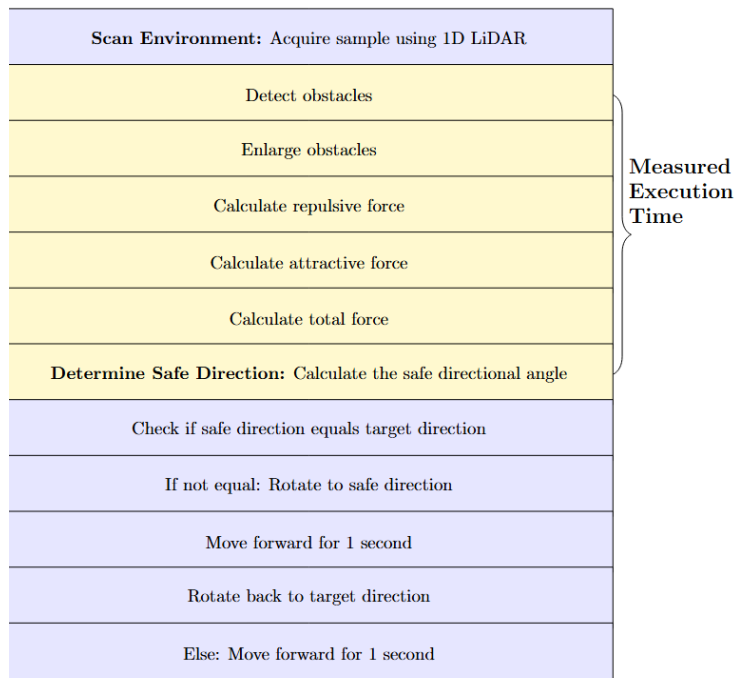 Scan Environment: Acquire sample using 1D LiDAR
Detect obstacles
Enlarge obstacles
Calculate repulsive force
Calculate attractive force
Calculate total force
Determine Safe Direction: Calculate the safe directional angle
Check if safe direction equals target direction
If not equal: Rotate to safe direction
Move forward for 1 second
Rotate back to target direction
Else: Move forward for 1 second
Measured
Execution
Time